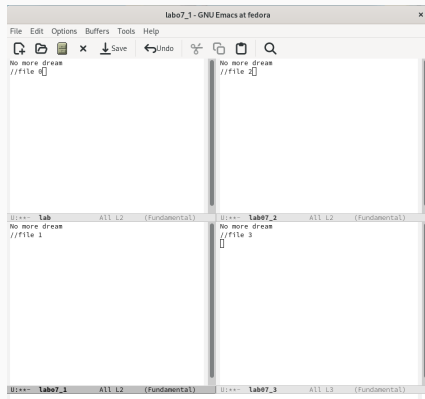 labo7_1 - GNU Emacs at fedora
File Edit Options Buffers Tools Help
Save Undo
No more dream
//file 0
U:**- lab All L2 (Fundamental)
No more dream
//file 2
U:**- lab07_2 All L2 (Fundamental)
No more dream
//file 1
U:**- labo7_1 All L2 (Fundamental)
No more dream
//file 3
U:**- lab07_3 All L3 (Fundamental)